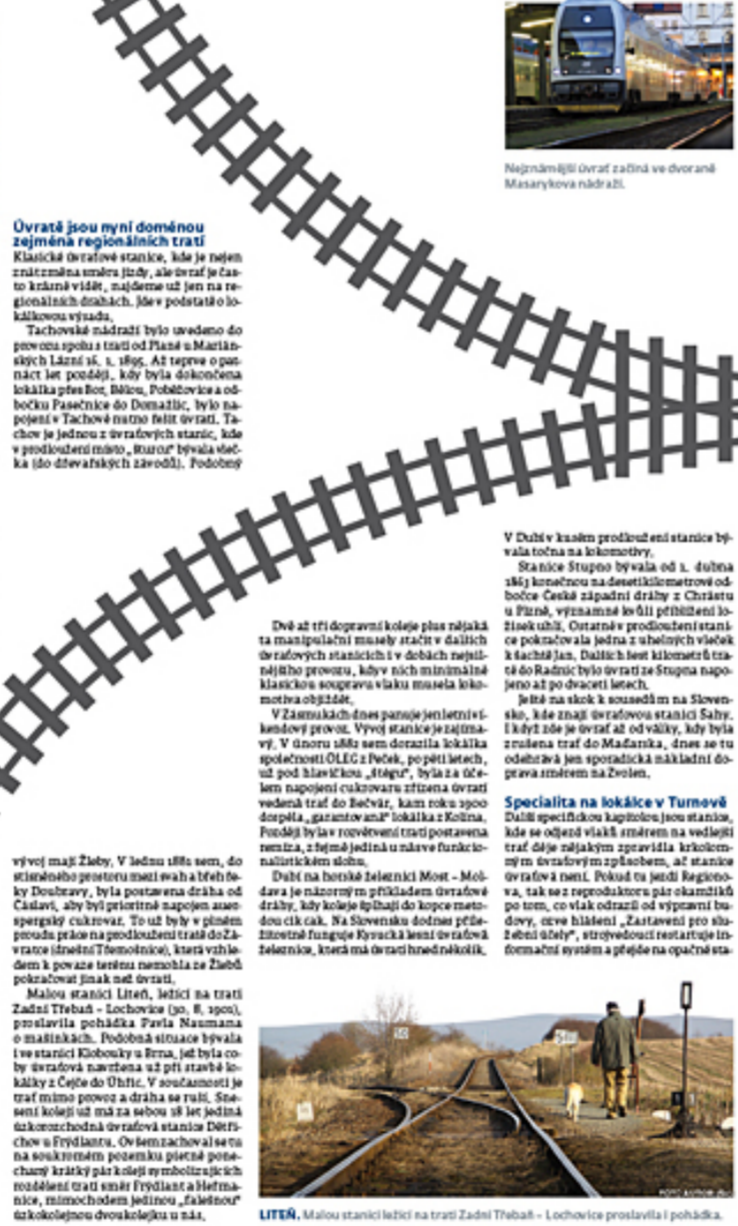 Nejznámější úvrať začíná ve dvoraně
Masarykova nádraží.
Úvratě jsou nyní doménou
zejména regionálních tratí
Klasické úvraťové stanice, kde je nejen
znát změna směru jízdy, ale úvrať je čas-
to krásně vidět, najdeme už jen na re-
gionálních drahách. Jde v podstatě o lo-
kálkovou výsadu.
Tachovské nádraží bylo uvedeno do
provozu spolu s tratí od Plané u Marián-
ských Lázní 16. 1. 1895. Až teprve o pat-
náct let později, kdy byla dokončena
lokálka přes Bor, Bělou, Poběžovice a od-
bočku Pasečnice do Domažlic, bylo na-
pojení v Tachově nutno řešit úvratí. Ta-
chov je jednou z úvraťových stanic, kde
v prodloužení místo „šturcu“ bývala vleč-
ka (do dřevařských závodů). Podobný
vývoj mají Žleby. V lednu 1882 sem, do
stísněného prostoru mezi svah a břeh ře-
ky Doubravy, byla postavena dráha od
Čáslavi, aby byl prioritně napojen auer-
spergský cukrovar. To už byly v plném
proudu práce na prodloužení tratě do Zá-
vratce (dnešní Třemošnice), která vzhle-
dem k povaze terénu nemohla ze Žlebů
pokračovat jinak než úvratí.
Malou stanici Liteň, ležící na trati
Zadní Třebaň – Lochovice (30. 8. 1901),
proslavila pohádka Pavla Naumana
o mašinkách. Podobná situace bývala
i ve stanici Klobouky u Brna, jež byla co-
by úvraťová navržena už při stavbě lo-
kálky z Čejče do Uhřic. V současnosti je
trať mimo provoz a dráha se ruší. Sne-
sení kolejí už má za sebou 18 let jediná
úzkorozchodná úvraťová stanice Dětři-
chov u Frýdlantu. Ovšem zachoval se tu
na soukromém pozemku pietně pone-
chaný krátký pár kolejí symbolizujících
rozdělení tratí směr Frýdlant a Heřma-
nice, mimochodem jedinou „falešnou“
úzkokolejnou dvoukolejku u nás.
Dvě až tři dopravní koleje plus nějaká
ta manipulační musely stačit v dalších
úvraťových stanicích i v dobách nejsil-
nějšího provozu, kdy v nich minimálně
klasickou soupravu vlaku musela loko-
motiva objíždět.
V Zásmukách dnes panuje jen letní ví-
kendový provoz. Vývoj stanice je zajíma-
vý. V únoru 1882 sem dorazila lokálka
společnosti ÖLEG z Peček, po pěti letech,
už pod hlavičkou „štégu“, byla za úče-
lem napojení cukrovaru zřízena úvratí
vedená trať do Bečvár, kam roku 1900
dospěla „garantovaná“ lokálka z Kolína.
Později byla v rozvětvení tratí postavena
remíza, zřejmě jediná u nás ve funkcio-
nalistickém slohu.
Dubí na horské železnici Most – Mol-
dava je názorným příkladem úvraťové
dráhy, kdy koleje šplhají do kopce meto-
dou cik cak. Na Slovensku dodnes příle-
žitostně funguje Kysucká lesní úvraťová
železnice, která má úvratí hned několik.
V Dubí v kusém prodloužení stanice bý-
vala točna na lokomotivy.
Stanice Stupno bývala od 1. dubna
1863 konečnou na desetikilometrové od-
bočce České západní dráhy z Chrástu
u Plzně, významné kvůli přiblížení lo-
žisek uhlí. Ostatně v prodloužení stani-
ce pokračovala jedna z uhelných vleček
k šachtě Jan. Dalších šest kilometrů tra-
tě do Radnic bylo úvratí ze Stupna napo-
jeno až po dvaceti letech.
Ještě na skok k sousedům na Sloven-
sko, kde znají úvraťovou stanici Šahy.
I když zde je úvrať až od války, kdy byla
zrušena trať do Maďarska, dnes se tu
odehrává jen sporadická nákladní do-
prava směrem na Zvolen.
Specialita na lokálce v Turnově
Další specifickou kapitolou jsou stanice,
kde se odjezd vlaků směrem na vedlejší
trať děje nějakým zpravidla krkolom-
ným úvraťovým způsobem, ač stanice
úvraťová není. Pokud tu jezdí Regiono-
va, tak se z reproduktorů pár okamžiků
po tom, co vlak odrazil od výpravní bu-
dovy, ozve hlášení „Zastavení pro slu-
žební účely“, strojvedoucí restartuje in-
formační systém a přejde na opačné sta-
50
LITEŇ. Malou stanici ležící na trati Zadní Třebaň – Lochovice proslavila i pohádka.